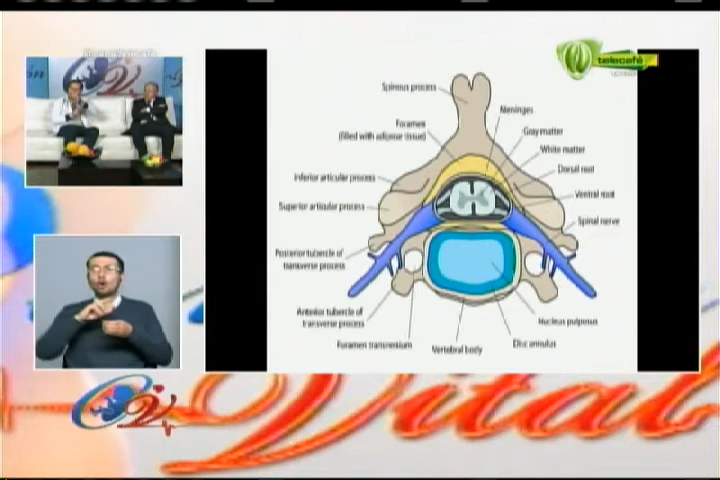 telecafé
Spinous process
Meninges
Foramen
(filled with adipose tissue)
Gray matter
White matter
Dorsal root
Inferior articular process
Ventral root
Superior articular process
Spinal nerve
Posterior tubercle of
transverse process
Anterior tubercle of
transverse process
Nucleus pulposus
Foramen transversarium
Vertebral body
Disc annulus
Vital